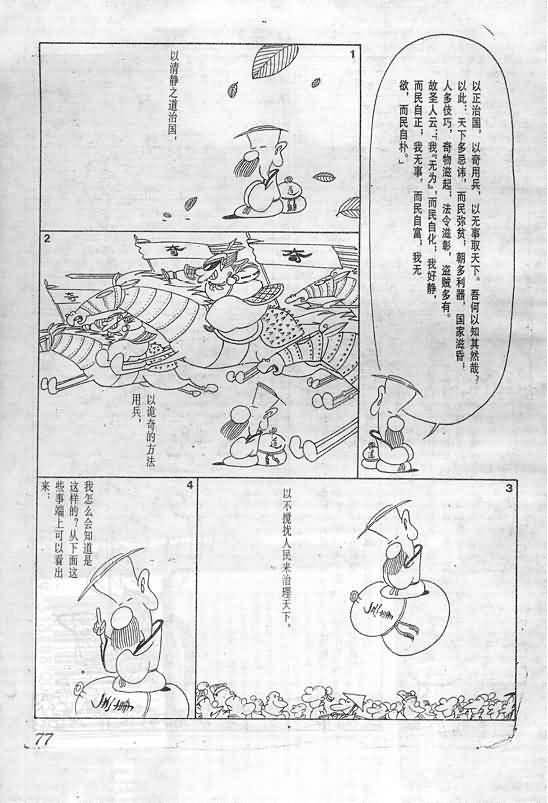 以正治国，以奇用兵，以无事取天下。吾何以知其然哉？
以此：天下多忌讳，而民弥贫；朝多利器，国家滋昏；
人多伎巧，奇物滋起；法令滋彰，盗贼多有。
故圣人云：我『无为』，而民自化；我好静，
而民自正；我无事，而民自富；我无
欲，而民自朴。」
1
以清静之道治国，
道
2
奇
奇
奇
以诡奇的方法
用兵，
道
3
以不搅扰人民来治理天下。
4
我怎么会知道是
这样的？从下面这
些事端上可以看出
来：
77